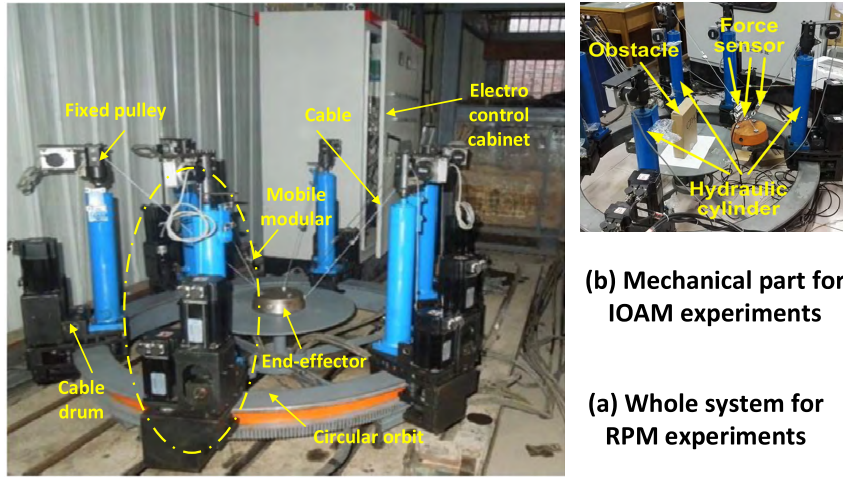 Fixed pulley
Cable
Electro
control
cabinet
Mobile
modular
End-effector
Cable
drum
Circular orbit
Obstacle
Force
sensor
Hydraulic
cylinder
(b) Mechanical part for
IOAM experiments
(a) Whole system for
RPM experiments